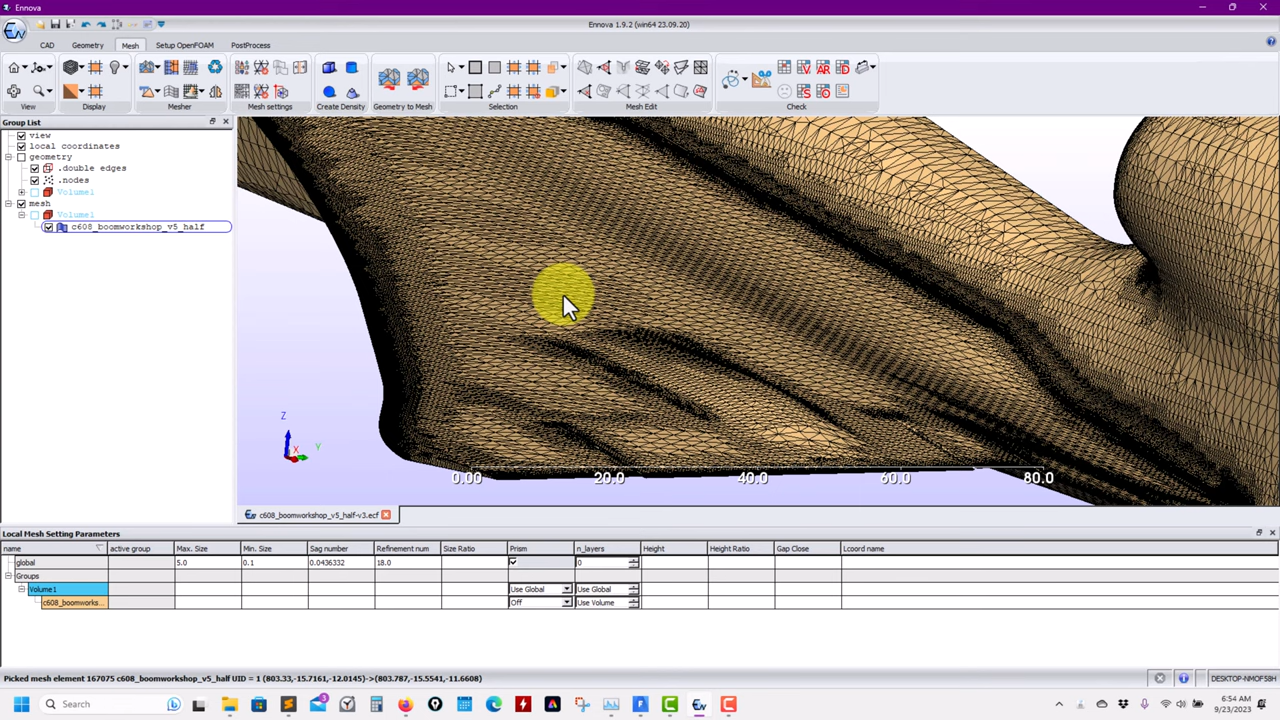 Ennova
Ennova 1.9.2 (win64 23.09.20)
CAD Geometry Mesh Setup OpenFOAM PostProcess
View Display Mesher Mesh settings Create Density Geometry to Mesh Selection Mesh Edit Check
Group List
view
local coordinates
geometry
.double edges
.nodes
Volume1
mesh
Volume1
c608_boomworkshop_v5_half
Z
X
Y
0.00 20.0 40.0 60.0 80.0
c608_boomworkshop_v5_half-v3.ecf
Local Mesh Setting Parameters
name active group Max. Size Min. Size Sag number Refinement num Size Ratio Prism n_layers Height Height Ratio Gap Close Lcoord name
global 5.0 0.1 0.0436332 18.0 0
Groups
Volume1 Use Global Use Global
c608_boomworks... Off Use Volume
Picked mesh element 167075 c608_boomworkshop_v5_half UID = 1 (803.33,-15.7161,-12.0145)->(803.787,-15.5541,-11.6608)
DESKTOP-NMOF58H
Search
3
6:54 AM
9/23/2023